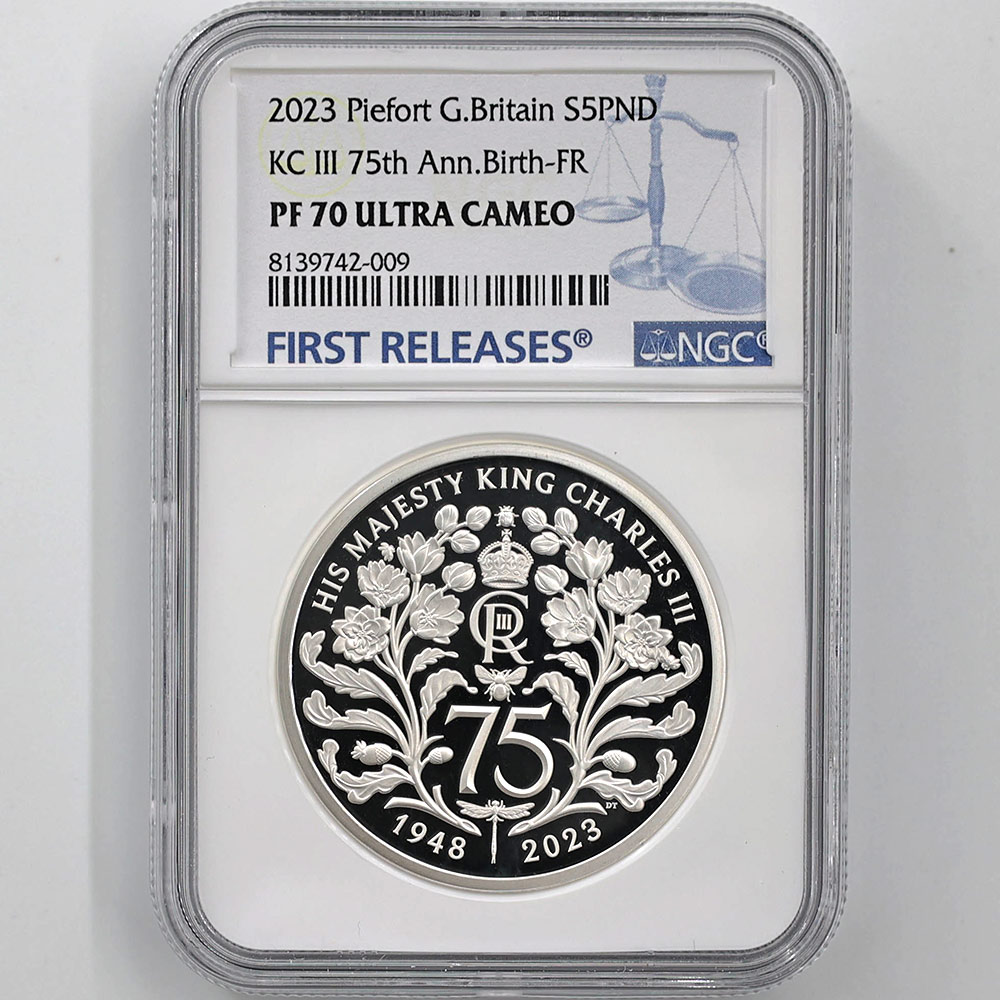 2023 Piefort G.Britain S5PND
KC III 75th Ann.Birth-FR
PF 70 ULTRA CAMEO
8139742-009
FIRST RELEASES®
NGC®
HIS MAJESTY KING CHARLES III
CR III
75
DT
1948 2023